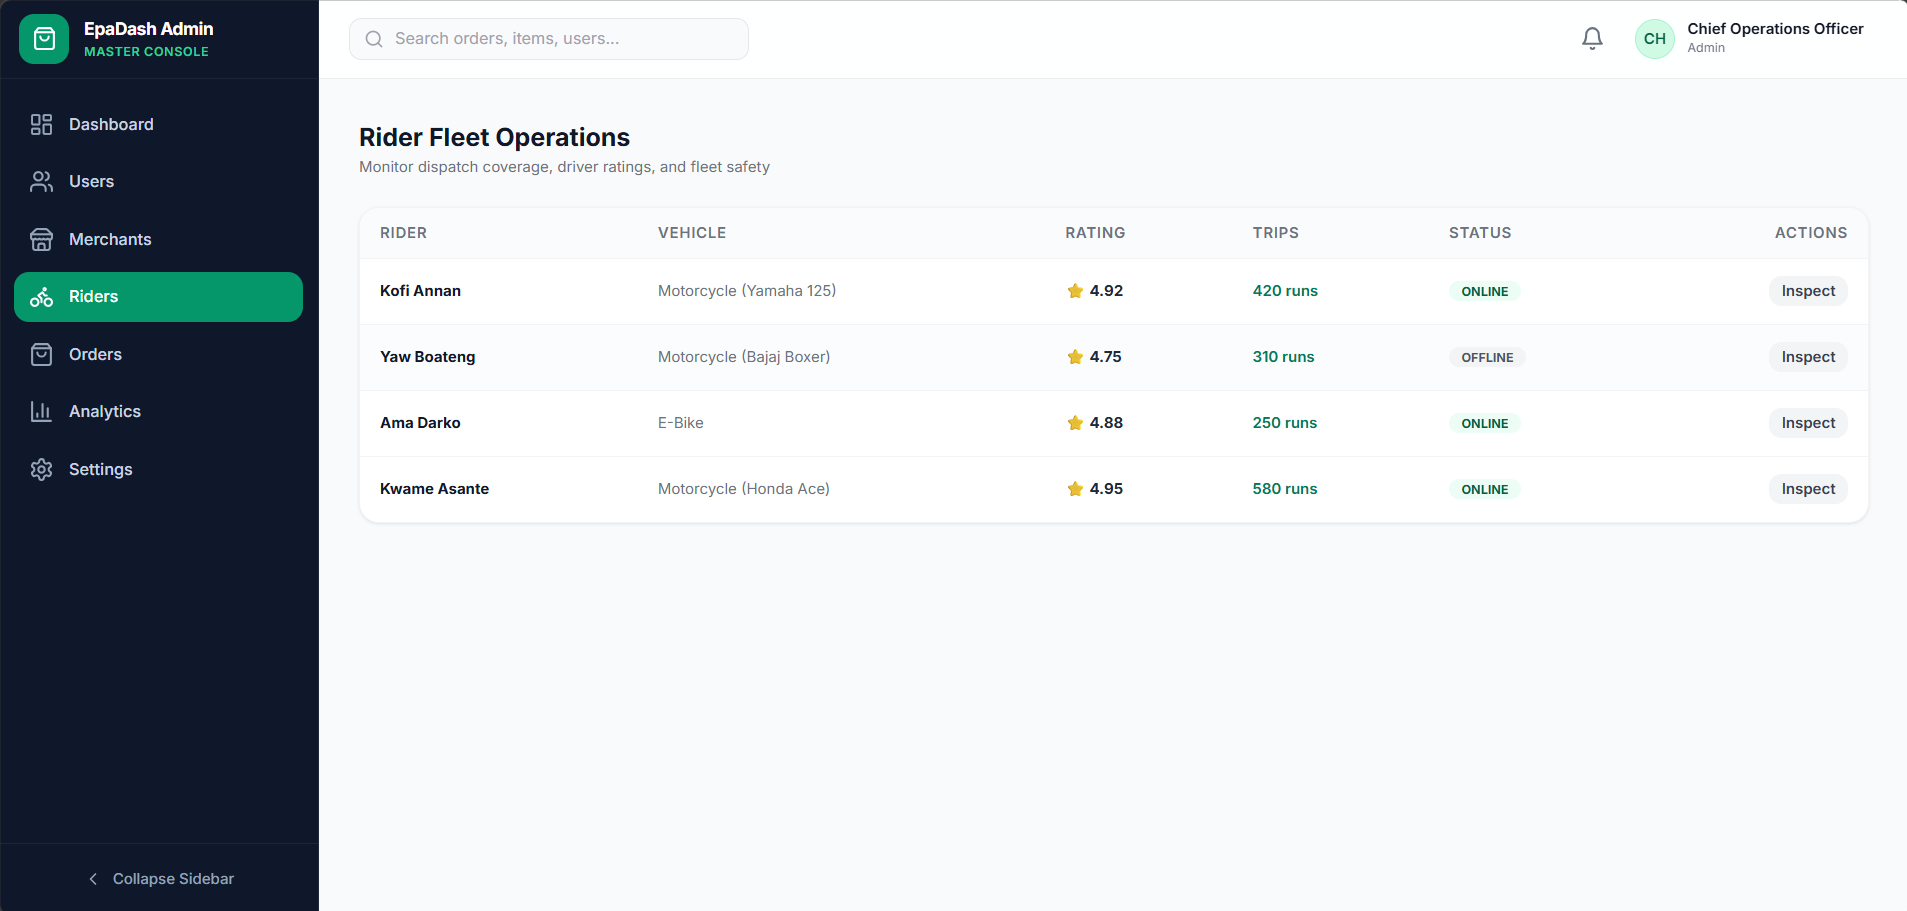 EpaDash Admin
MASTER CONSOLE
Search orders, items, users...
CH
Chief Operations Officer
Admin
Dashboard
Users
Merchants
Riders
Orders
Analytics
Settings
Collapse Sidebar
Rider Fleet Operations
Monitor dispatch coverage, driver ratings, and fleet safety
RIDER VEHICLE RATING TRIPS STATUS ACTIONS
Kofi Annan Motorcycle (Yamaha 125) 4.92 420 runs ONLINE Inspect
Yaw Boateng Motorcycle (Bajaj Boxer) 4.75 310 runs OFFLINE Inspect
Ama Darko E-Bike 4.88 250 runs ONLINE Inspect
Kwame Asante Motorcycle (Honda Ace) 4.95 580 runs ONLINE Inspect